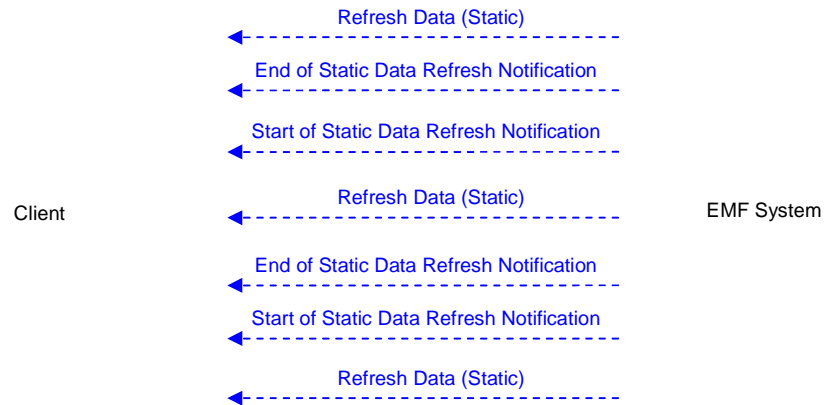 Refresh Data (Static)
End of Static Data Refresh Notification
Start of Static Data Refresh Notification
Client
Refresh Data (Static)
EMF System
End of Static Data Refresh Notification
Start of Static Data Refresh Notification
Refresh Data (Static)